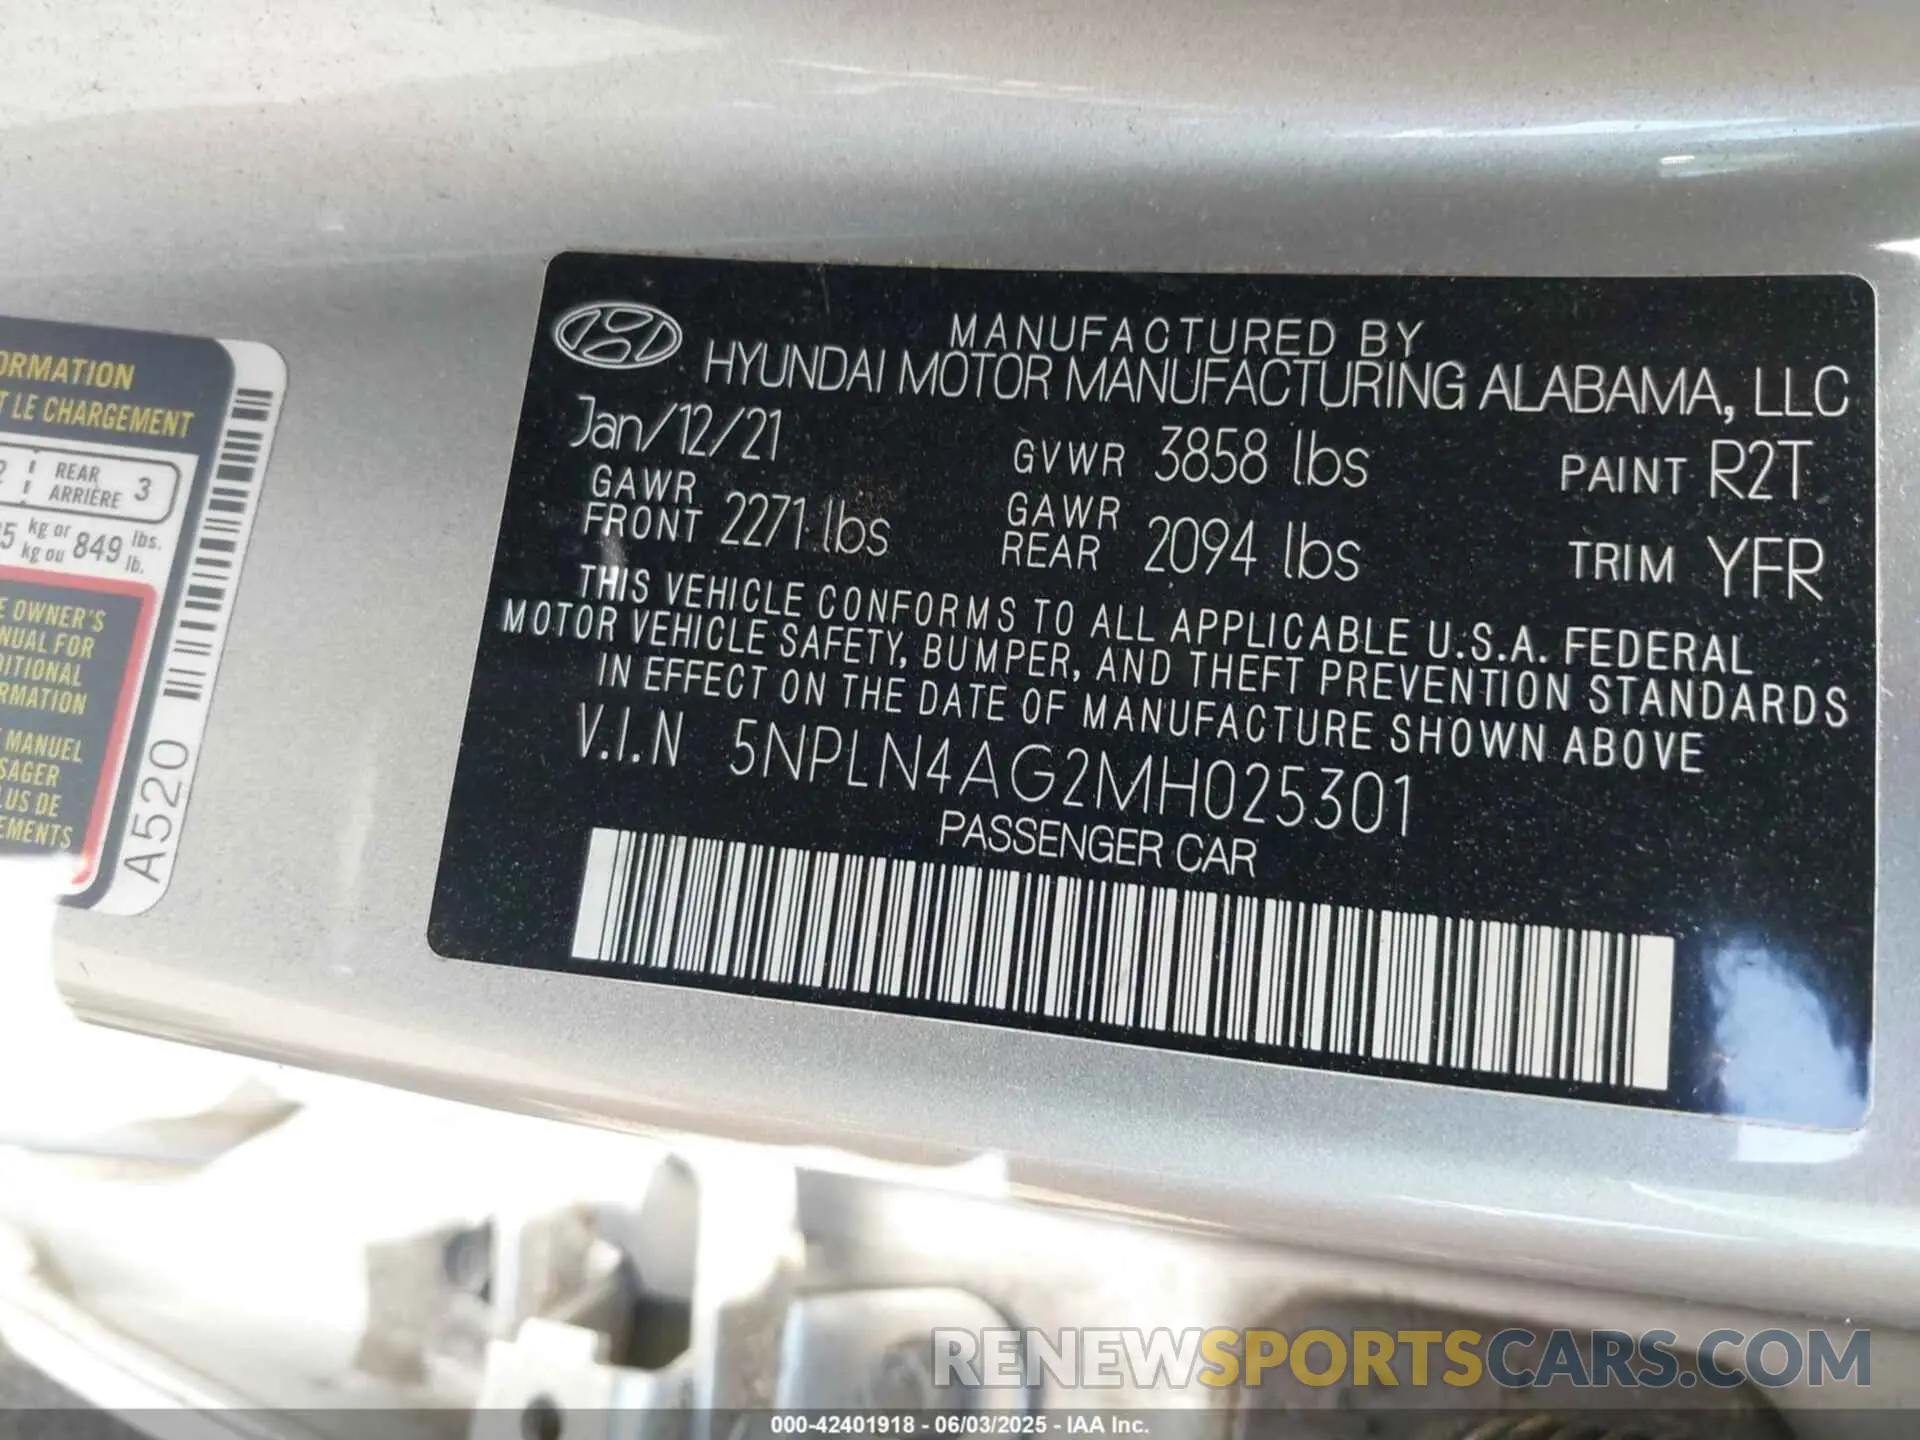 MANUFACTURED BY
HYUNDAI MOTOR MANUFACTURING ALABAMA, LLC
Jan/12/21 GVWR 3858 lbs PAINT R2T
GAWR FRONT 2271 lbs GAWR REAR 2094 lbs TRIM YFR
THIS VEHICLE CONFORMS TO ALL APPLICABLE U.S.A. FEDERAL
MOTOR VEHICLE SAFETY, BUMPER, AND THEFT PREVENTION STANDARDS
IN EFFECT ON THE DATE OF MANUFACTURE SHOWN ABOVE
V.I.N 5NPLN4AG2MH025301
PASSENGER CAR
ORMATION
T LE CHARGEMENT
2 REAR ARRIÈRE 3
5 kg or kg ou 849 lbs. lb.
E OWNER'S
NUAL FOR
DITIONAL
RMATION
MANUEL
SAGER
LUS DE
EMENTS
A520
RENEWSPORTSCARS.COM
000-42401918 - 06/03/2025 - IAA Inc.